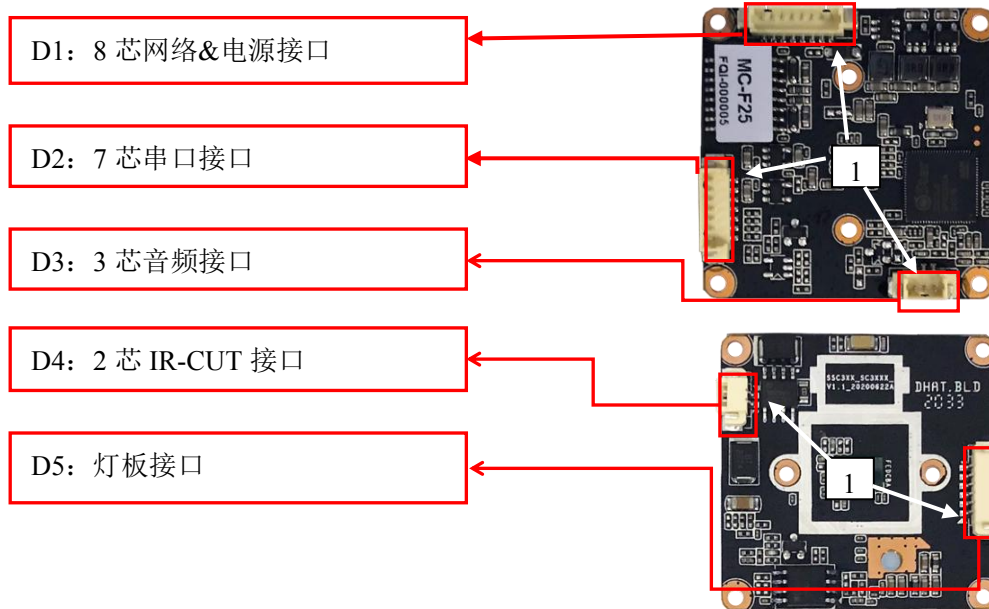 D1：8 芯网络&电源接口
D2：7 芯串口接口
D3：3 芯音频接口
D4：2 芯 IR-CUT 接口
D5：灯板接口
MC-F25
FQI-000005
1
SSC3XX_SC3XXX_
V1.1_20200622A
DHAT.BLD
2033
1
FCDCBA